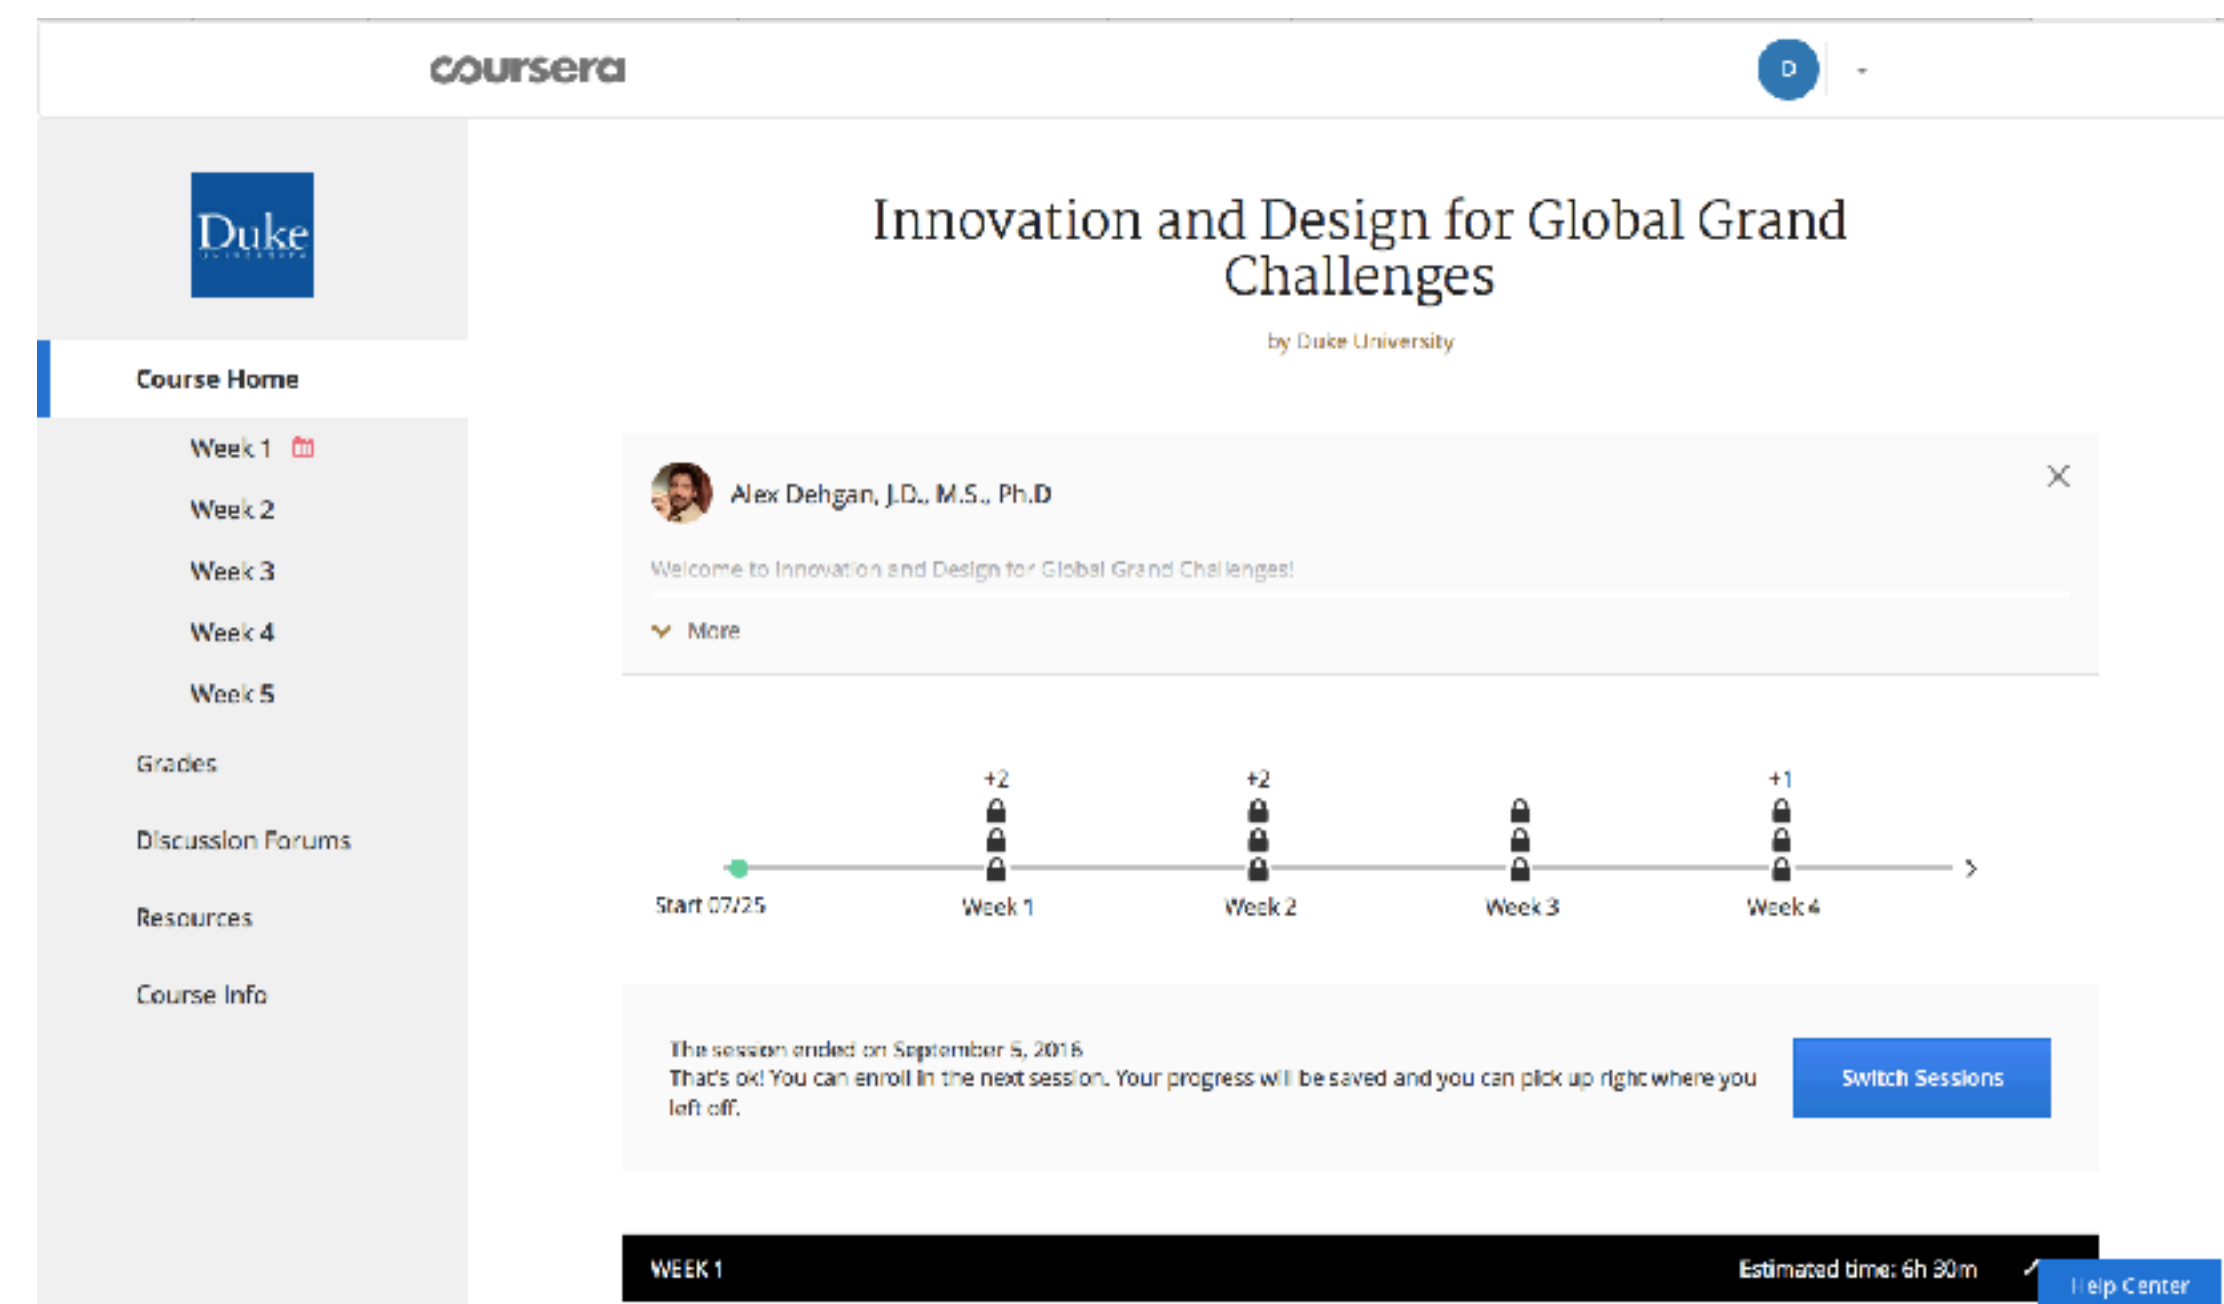 coursera
D
Duke
UNIVERSITY
Course Home
Week 1
Week 2
Week 3
Week 4
Week 5
Grades
Discussion Forums
Resources
Course Info
Innovation and Design for Global Grand
Challenges
by Duke University
Alex Dehgan, J.D., M.S., Ph.D
Welcome to Innovation and Design for Global Grand Challenges!
More
+2
+2
+1
Start 07/25
Week 1
Week 2
Week 3
Week 4
The session ended on September 5, 2016
That's ok! You can enroll in the next session. Your progress will be saved and you can pick up right where you
left off.
Switch Sessions
WEEK 1
Estimated time: 6h 30m
Help Center